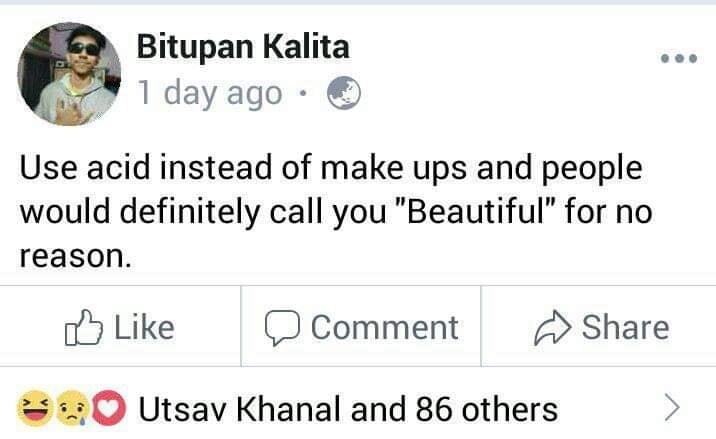 Bitupan Kalita
1 day ago ·
Use acid instead of make ups and people
would definitely call you "Beautiful" for no
reason.
Like Comment Share
Utsav Khanal and 86 others